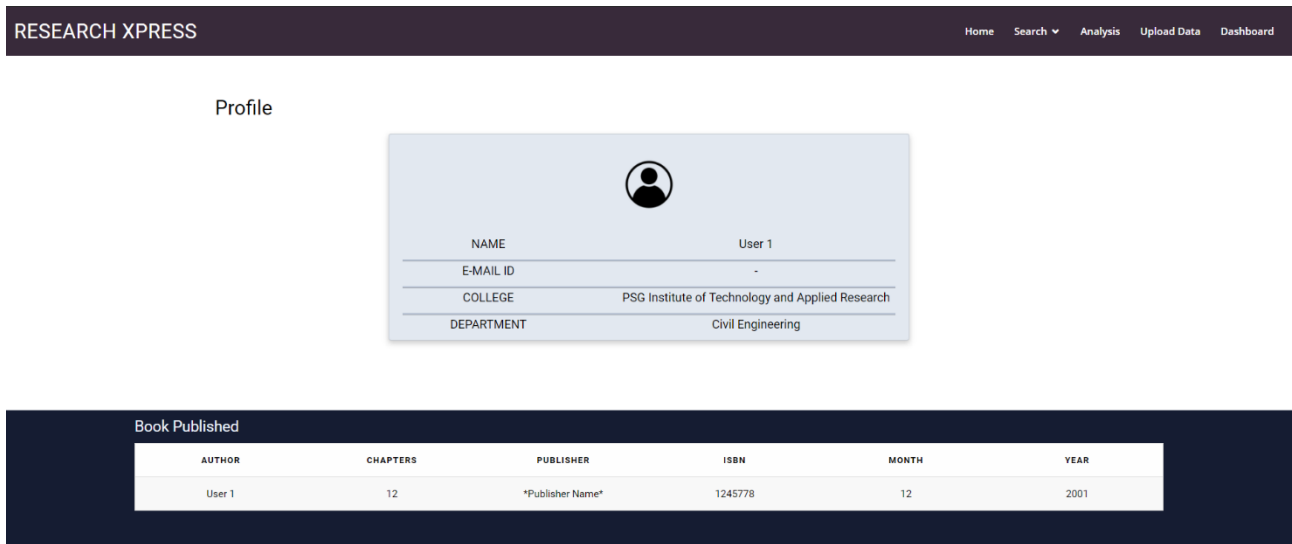 RESEARCH XPRESS Home Search Analysis Upload Data Dashboard
Profile
NAME User 1
E-MAIL ID -
COLLEGE PSG Institute of Technology and Applied Research
DEPARTMENT Civil Engineering
Book Published
AUTHOR CHAPTERS PUBLISHER ISBN MONTH YEAR
User 1 12 *Publisher Name* 1245778 12 2001